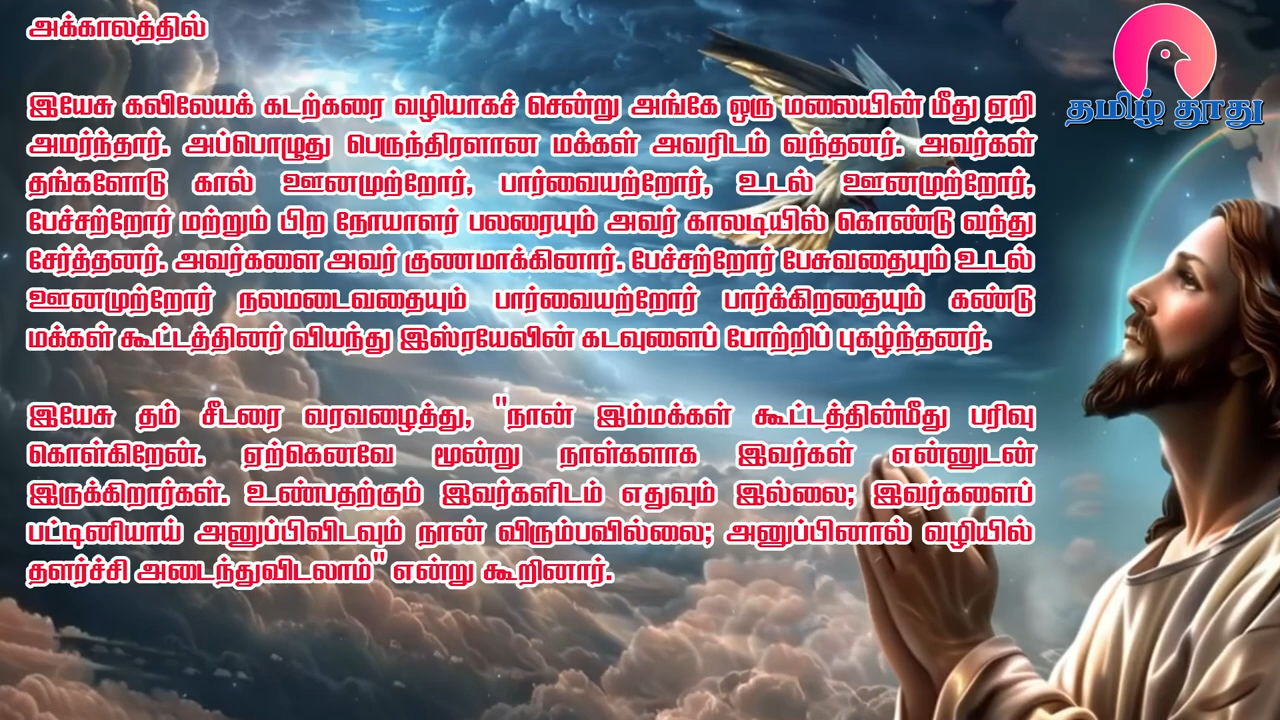 அக்காலத்தில்
தமிழ் தூது
இயேசு கலிலேயக் கடற்கரை வழியாகச் சென்று அங்கே ஒரு மலையின் மீது ஏறி
அமர்ந்தார். அப்பொழுது பெருந்திரளான மக்கள் அவரிடம் வந்தனர். அவர்கள்
தங்களோடு கால் ஊனமுற்றோர், பார்வையற்றோர், உடல் ஊனமுற்றோர்,
பேச்சற்றோர் மற்றும் பிற நோயாளர் பலரையும் அவர் காலடியில் கொண்டு வந்து
சேர்த்தனர். அவர்களை அவர் குணமாக்கினார். பேச்சற்றோர் பேசுவதையும் உடல்
ஊனமுற்றோர் நலமடைவதையும் பார்வையற்றோர் பார்க்கிறதையும் கண்டு
மக்கள் கூட்டத்தினர் வியந்து இஸ்ரயேலின் கடவுளைப் போற்றிப் புகழ்ந்தனர்.
இயேசு தம் சீடரை வரவழைத்து, "நான் இம்மக்கள் கூட்டத்தின்மீது பரிவு
கொள்கிறேன். ஏற்கெனவே மூன்று நாள்களாக இவர்கள் என்னுடன்
இருக்கிறார்கள். உண்பதற்கும் இவர்களிடம் எதுவும் இல்லை; இவர்களைப்
பட்டினியாய் அனுப்பிவிடவும் நான் விரும்பவில்லை; அனுப்பினால் வழியில்
தளர்ச்சி அடைந்துவிடலாம்" என்று கூறினார்.